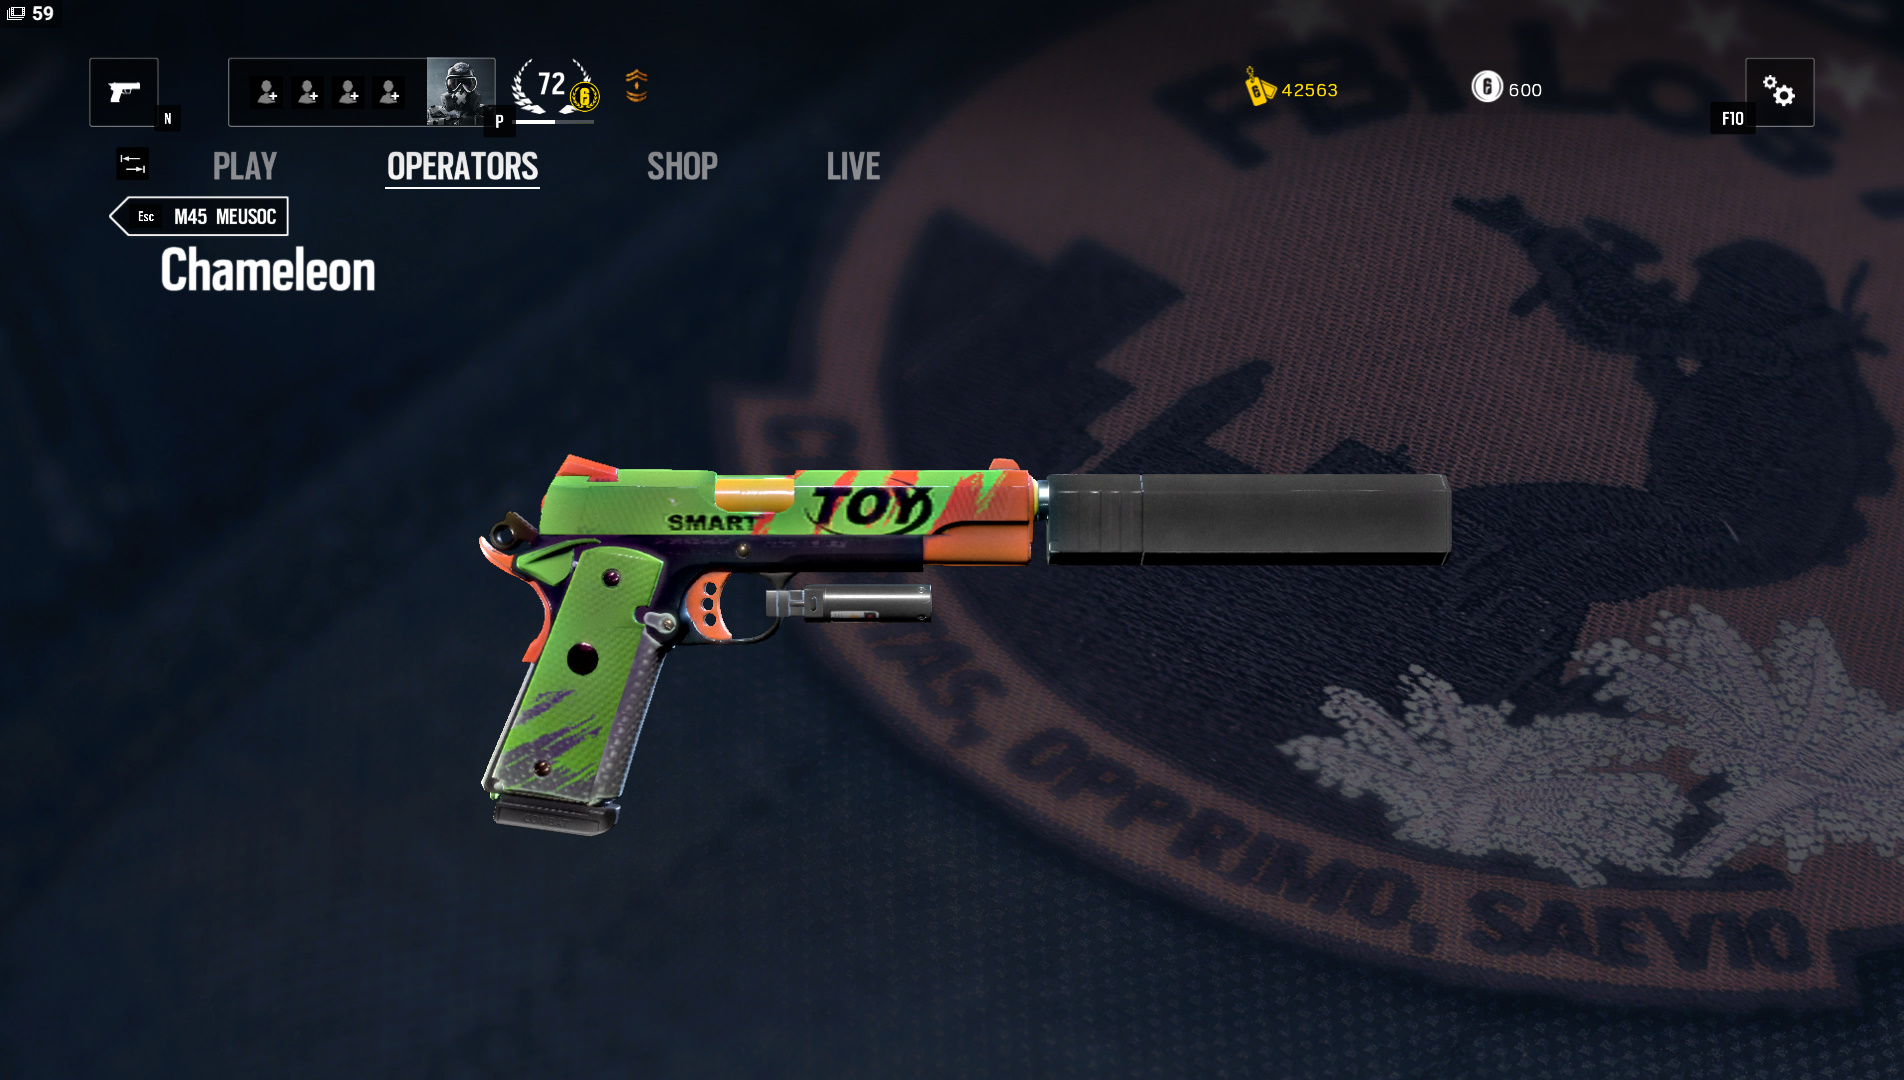 59
N
P
72
42563
600
F10
PLAY OPERATORS SHOP LIVE
Esc M45 MEUSOC
Chameleon
SMART TOY
OPPRIMO, SAEVIO